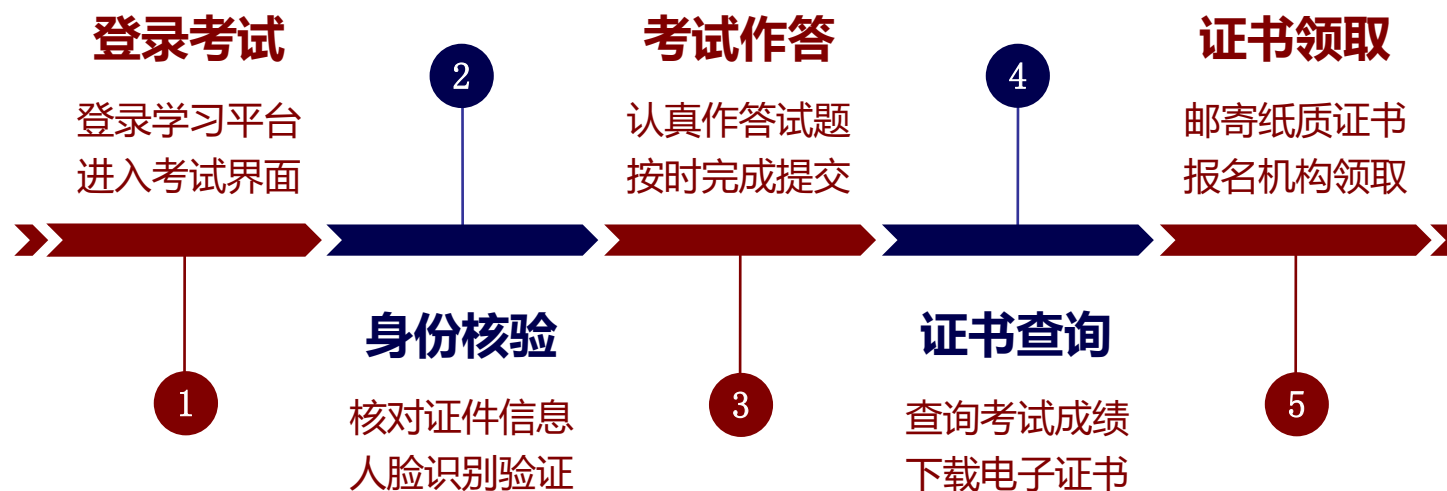 登录考试
登录学习平台
进入考试界面
1
2
身份核验
核对证件信息
人脸识别验证
考试作答
认真作答试题
按时完成提交
3
4
证书查询
查询考试成绩
下载电子证书
证书领取
邮寄纸质证书
报名机构领取
5